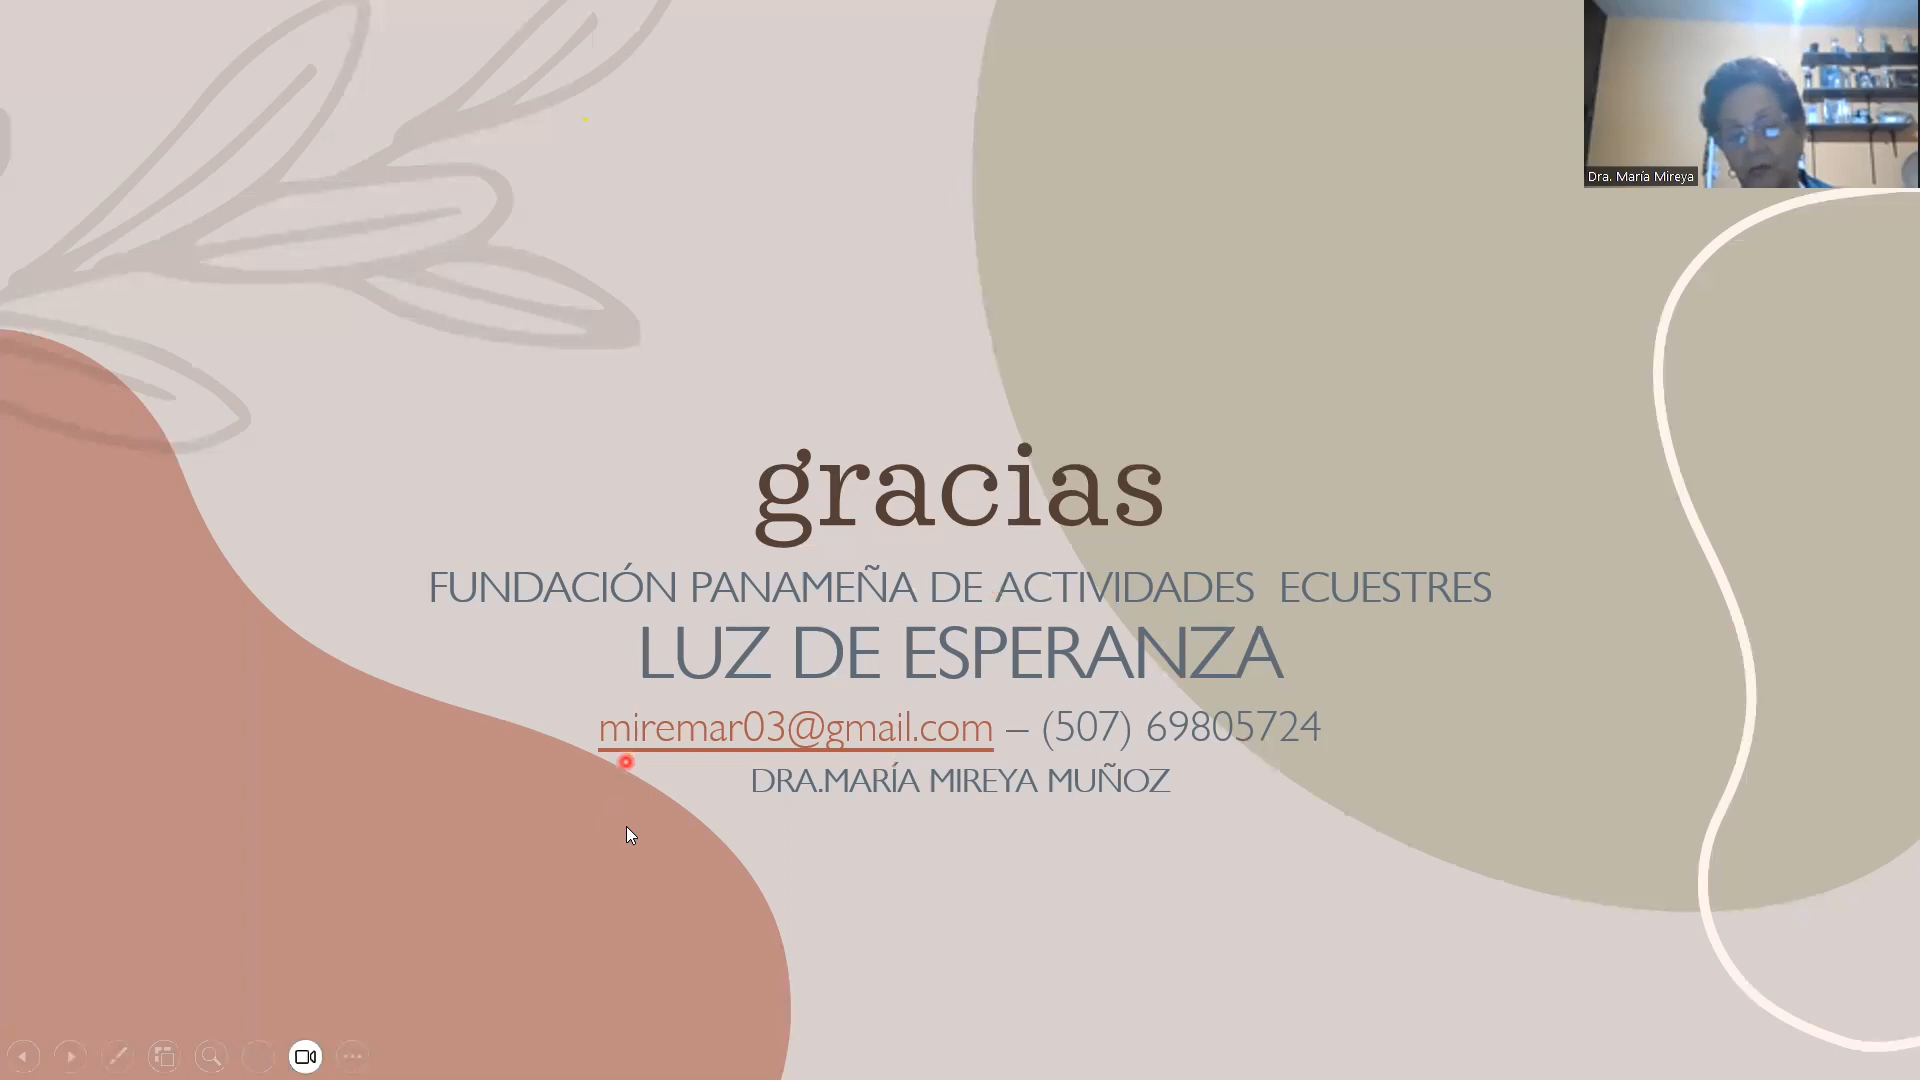 Dra. María Mireya
gracias
FUNDACIÓN PANAMEÑA DE ACTIVIDADES  ECUESTRES
LUZ DE ESPERANZA
miremar03@gmail.com – (507) 69805724
DRA.MARÍA MIREYA MUÑOZ